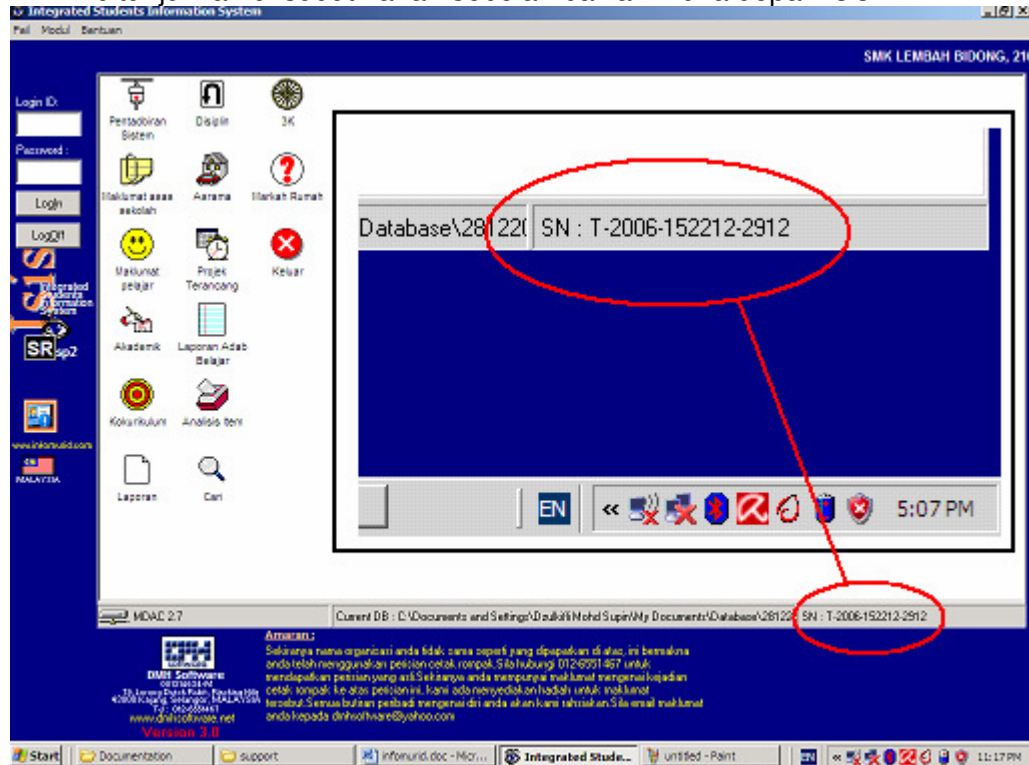 Integrated Students Information System
Fail Modul Bantuan
SMK LEMBAH BIDONG, 210
Login ID:
Password :
Login
LogOff
Integrated
Students
Information
System
SR sp2
www.infomurid.com
MALAYSIA
Pentadbiran
Sistem
Disiplin
3K
Maklumat asas
sekolah
Asrama
Markah Rumah
Maklumat
pelajar
Projek
Terancang
Keluar
Akademik
Laporan Adab
Belajar
Kokurikulum
Analisis Item
Laporan
Cari
Database\281220
SN : T-2006-152212-2912
EN
«
5:07 PM
MDAC 2.7
Current DB : C:\Documents and Settings\Dzulkifli Mohd Supin\My Documents\Database\28122
SN : T-2006-152212-2912
DMH Software
www.dmhsoftware.net
Version 3.0
Amaran :
Sekiranya nama organisasi anda tidak sama seperti yang dipaparkan di atas, ini bermakna
anda telah menggunakan perisian cetak rompak. Sila hubungi 012-6551467 untuk
mendapatkan perisian yang asli. Sekiranya anda mempunyai maklumat mengenai kejadian
cetak rompak ke atas perisian ini, kami ada menyediakan hadiah untuk maklumat
tersebut. Semua butiran peribadi mengenai diri anda akan kami rahsiakan. Sila email maklumat
anda kepada dmhsoftware@yahoo.com
Start
Documentation
support
infomurid.doc - Micr...
Integrated Stude...
untitled - Paint
EN
«
11:17 PM